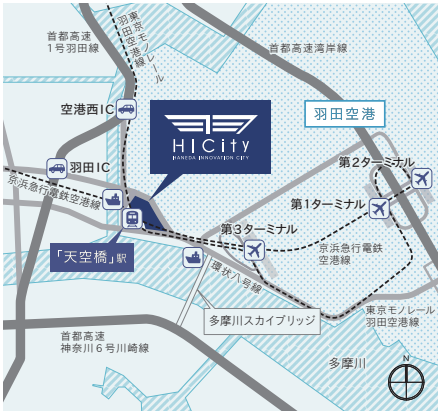 首都高速
1号羽田線
東京モノレール
羽田空港線
首都高速湾岸線
空港西IC
HICity
HANEDA INNOVATION CITY
羽田空港
羽田IC
第2ターミナル
京浜急行電鉄空港線
第1ターミナル
第3ターミナル
「天空橋」駅
京浜急行電鉄
空港線
環状八号線
多摩川スカイブリッジ
東京モノレール
羽田空港線
首都高速
神奈川6号川崎線
多摩川
N